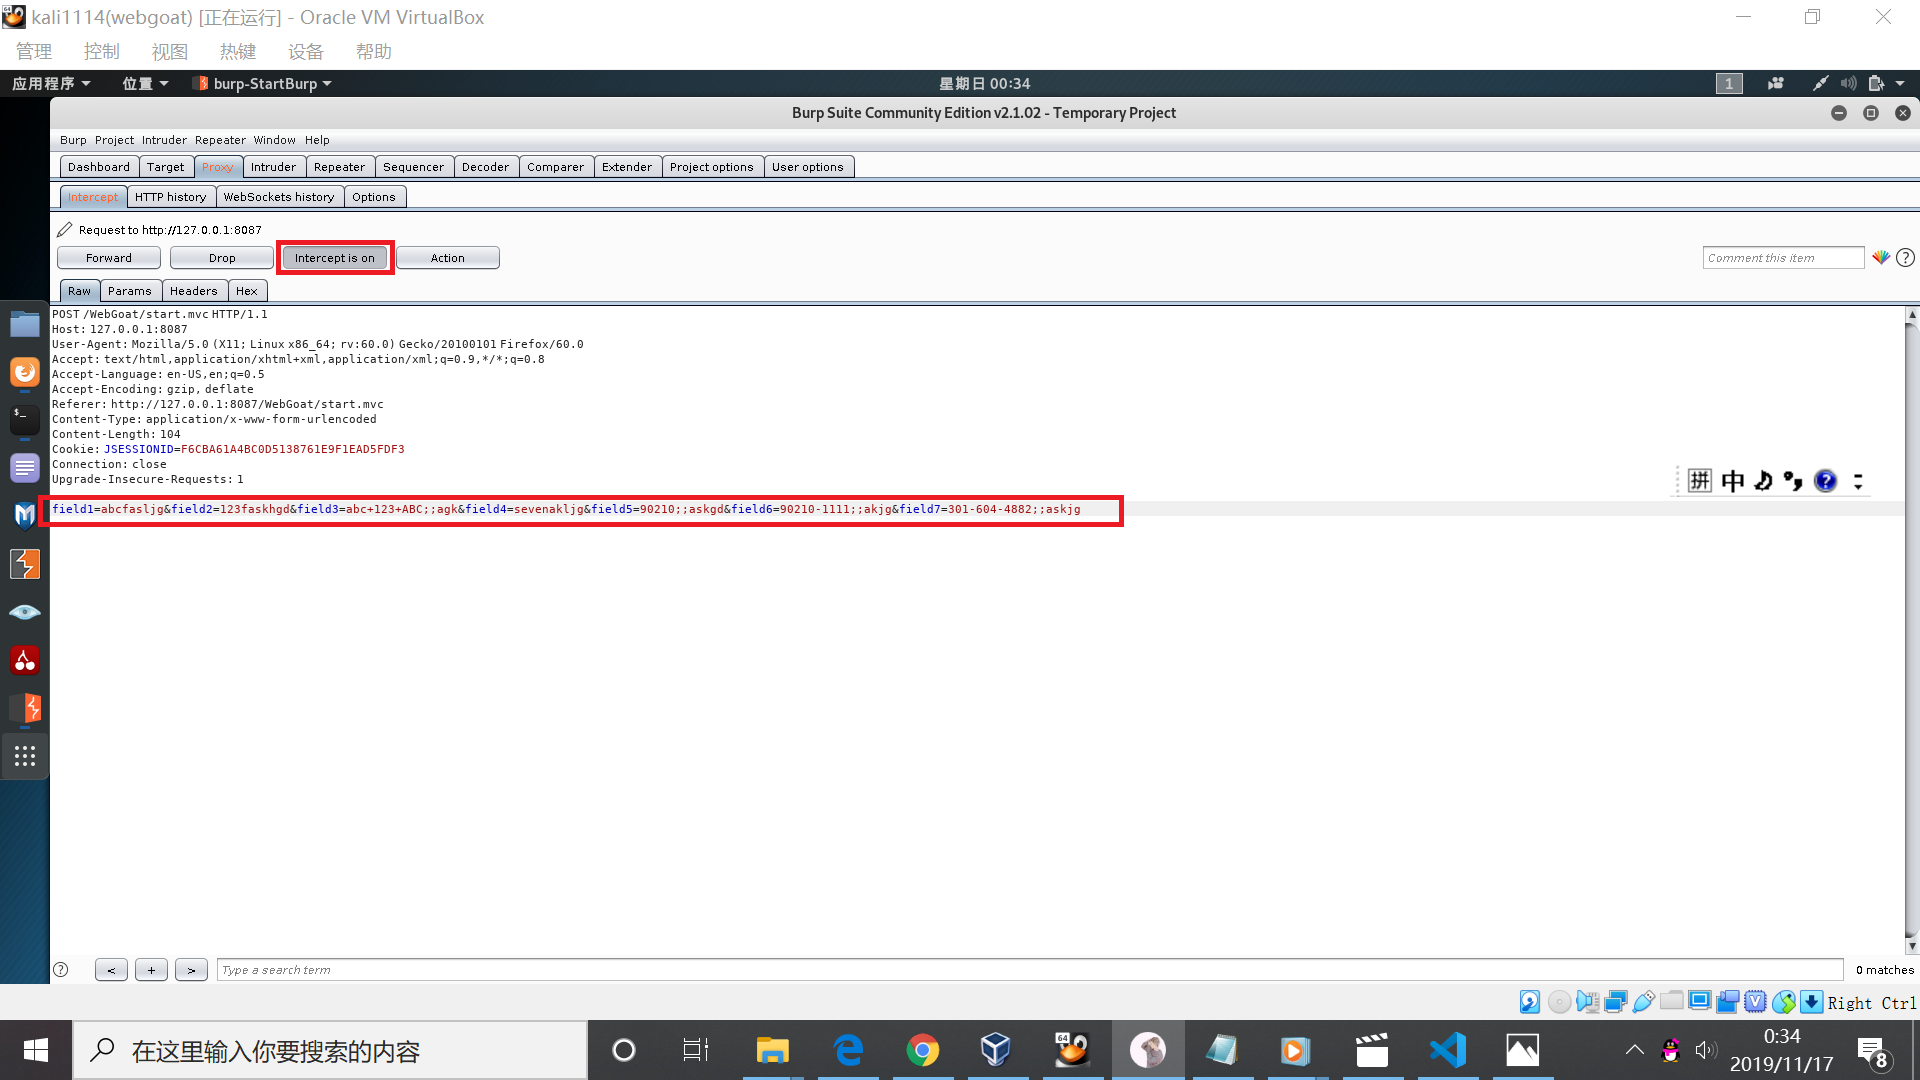 kali1114(webgoat) [正在运行] - Oracle VM VirtualBox
管理 控制 视图 热键 设备 帮助
应用程序 位置 burp-StartBurp 星期日 00:34 1
Burp Suite Community Edition v2.1.02 - Temporary Project
Burp Project Intruder Repeater Window Help
Dashboard Target Proxy Intruder Repeater Sequencer Decoder Comparer Extender Project options User options
Intercept HTTP history WebSockets history Options
Request to http://127.0.0.1:8087
Forward Drop Intercept is on Action Comment this item ?
Raw Params Headers Hex
POST /WebGoat/start.mvc HTTP/1.1
Host: 127.0.0.1:8087
User-Agent: Mozilla/5.0 (X11; Linux x86_64; rv:60.0) Gecko/20100101 Firefox/60.0
Accept: text/html,application/xhtml+xml,application/xml;q=0.9,*/*;q=0.8
Accept-Language: en-US,en;q=0.5
Accept-Encoding: gzip, deflate
Referer: http://127.0.0.1:8087/WebGoat/start.mvc
Content-Type: application/x-www-form-urlencoded
Content-Length: 104
Cookie: JSESSIONID=F6CBA61A4BC0D5138761E9F1EAD5FDF3
Connection: close
Upgrade-Insecure-Requests: 1
拼 中 ?
field1=abcfasljg&field2=123faskhgd&field3=abc+123+ABC;;agk&field4=sevenakljg&field5=90210;;askgd&field6=90210-1111;;akjg&field7=301-604-4882;;askjg
? < + > Type a search term 0 matches
Right Ctrl
在这里输入你要搜索的内容
64
0:34
2019/11/17
8